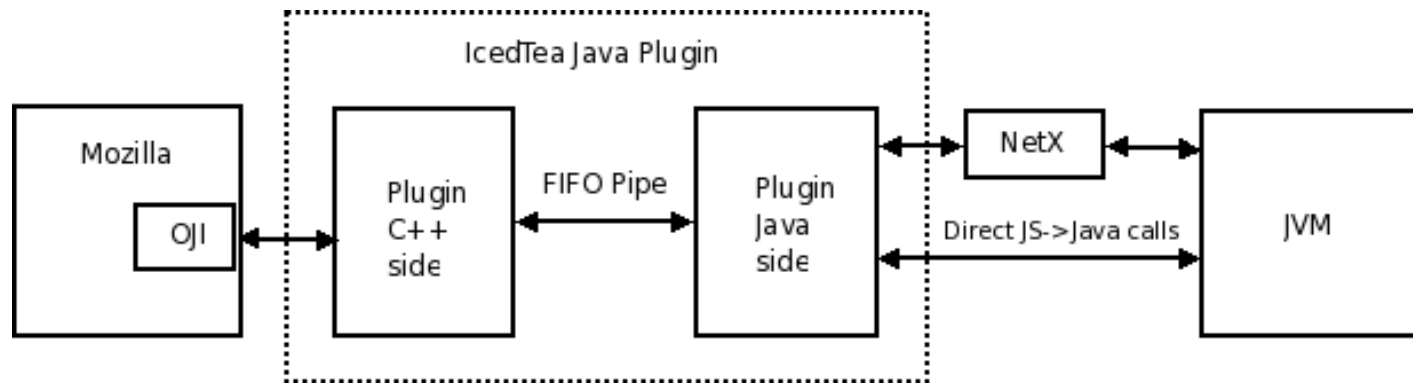 IcedTea Java Plugin
Mozilla
OJI
Plugin
C++
side
FIFO Pipe
Plugin
Java
side
NetX
Direct JS->Java calls
JVM